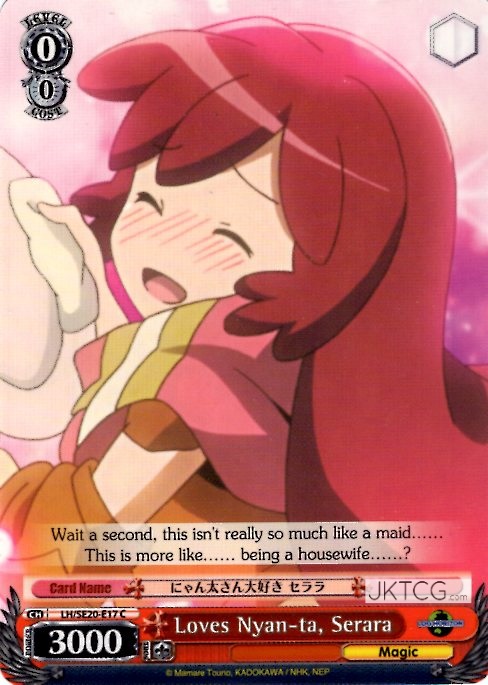 LEVEL
0
0
COST
Wait a second, this isn't really so much like a maid……
This is more like…… being a housewife……?
Card Name
にゃん太さん大好き セララ
JKTCG.com
CH
LH/SE20-E17 C
3000
Loves Nyan-ta, Serara
Magic
© Mamare Touno, KADOKAWA / NHK, NEP